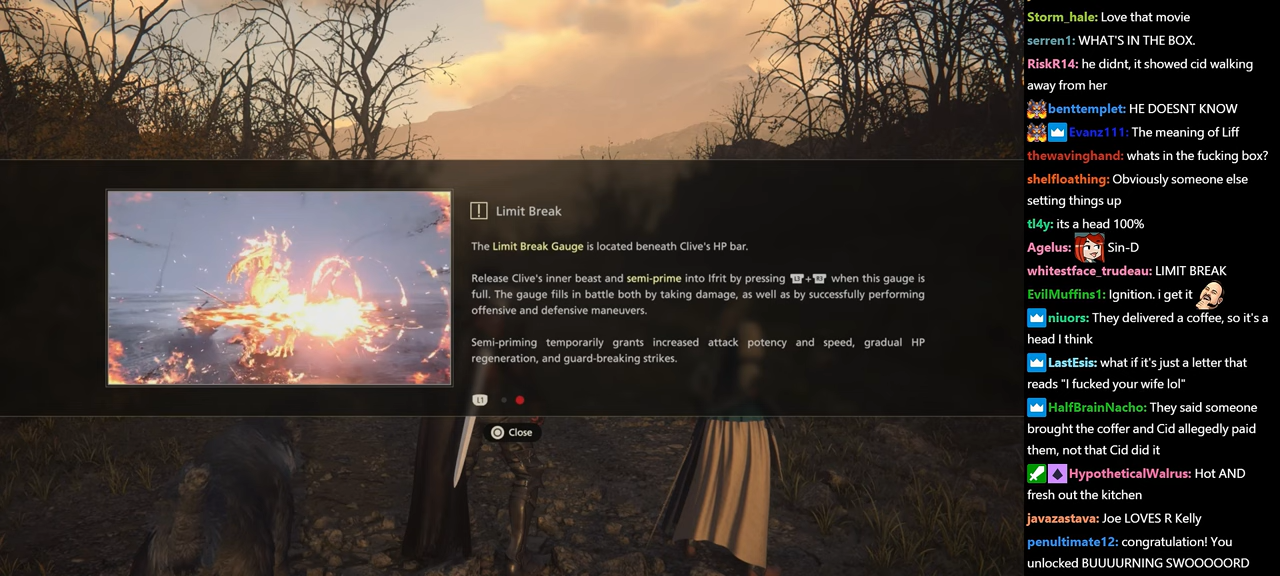 Limit Break
The Limit Break Gauge is located beneath Clive's HP bar.
Release Clive's inner beast and semi-prime into Ifrit by pressing L3+R3 when this gauge is
full. The gauge fills in battle both by taking damage, as well as by successfully performing
offensive and defensive maneuvers.
Semi-priming temporarily grants increased attack potency and speed, gradual HP
regeneration, and guard-breaking strikes.
L1
Close
Storm_hale: Love that movie
serren1: WHAT'S IN THE BOX.
RiskR14: he didnt, it showed cid walking
away from her
benttemplet: HE DOESNT KNOW
Evanz111: The meaning of Liff
thewavinghand: whats in the fucking box?
shelfloathing: Obviously someone else
setting things up
tl4y: its a head 100%
Agelus: Sin-D
whitestface_trudeau: LIMIT BREAK
EvilMuffins1: Ignition. i get it
niuors: They delivered a coffee, so it's a
head I think
LastEsis: what if it's just a letter that
reads "I fucked your wife lol"
HalfBrainNacho: They said someone
brought the coffer and Cid allegedly paid
them, not that Cid did it
HypotheticalWalrus: Hot AND
fresh out the kitchen
javazastava: Joe LOVES R Kelly
penultimate12: congratulation! You
unlocked BUUUURNING SWOOOOORD